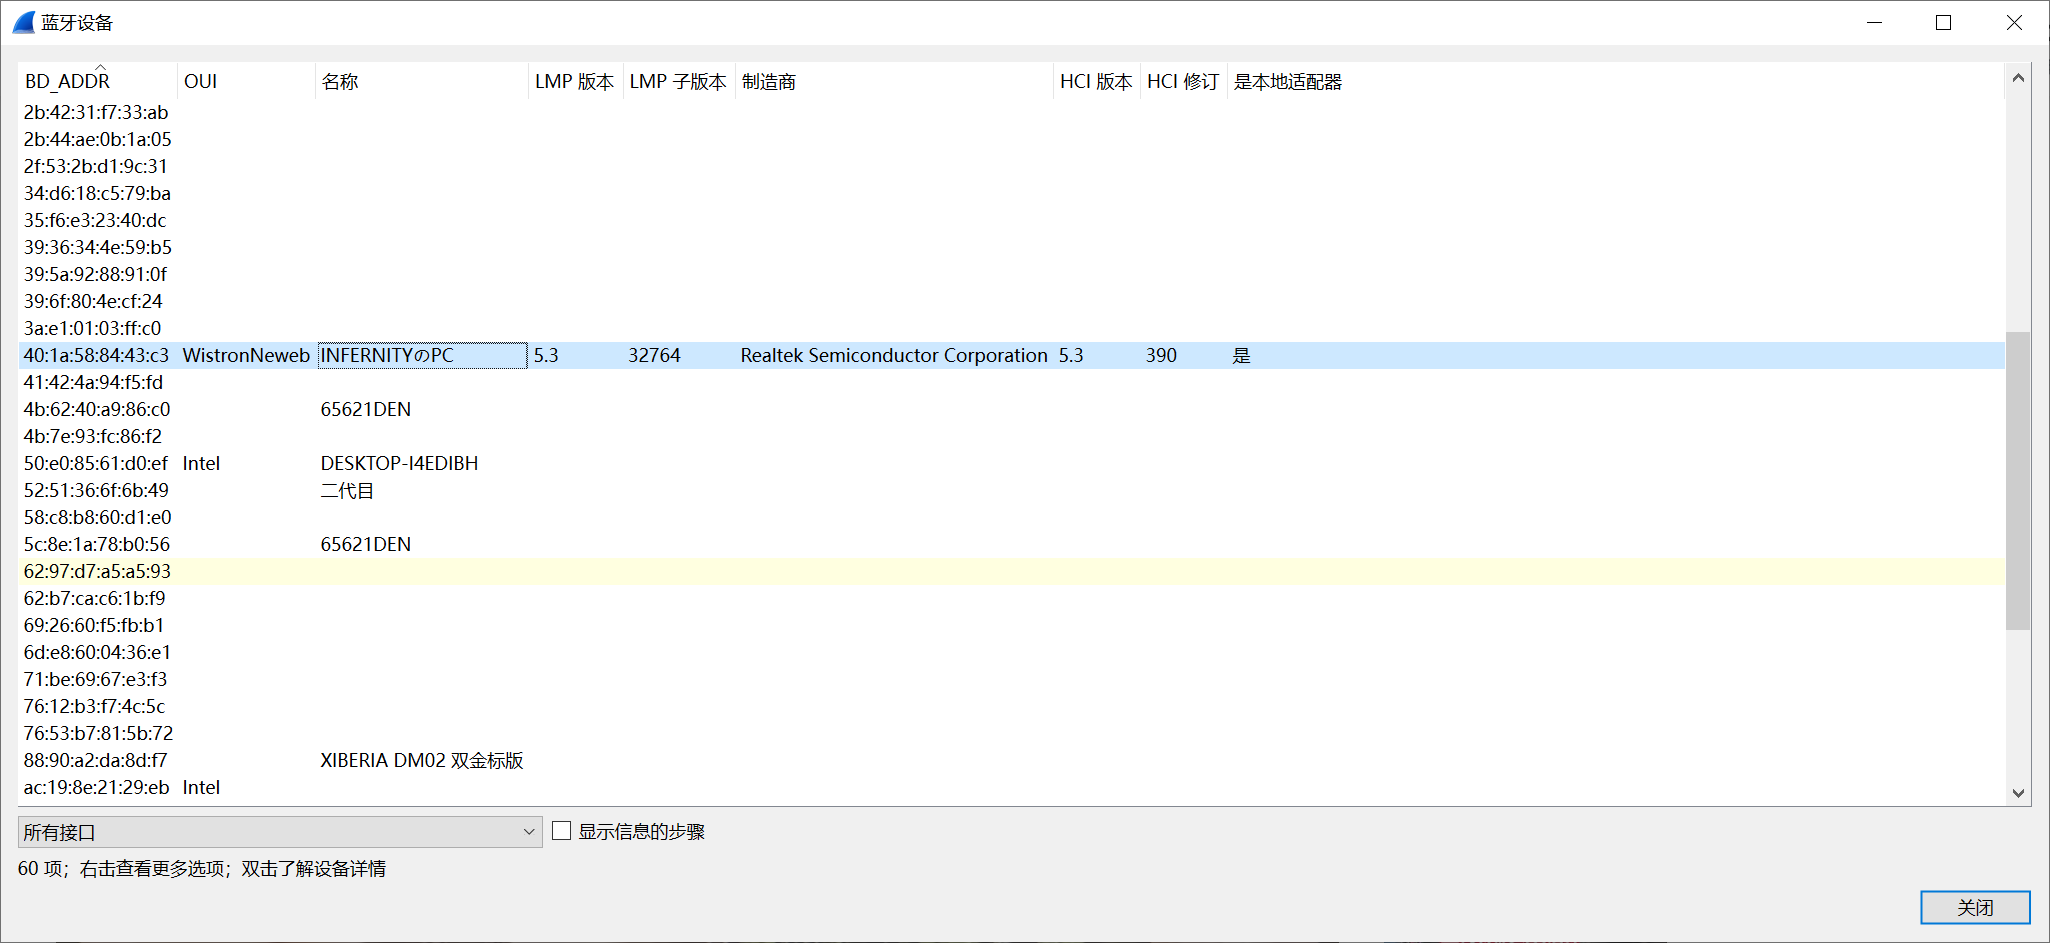 蓝牙设备
BD_ADDR OUI 名称 LMP 版本 LMP 子版本 制造商 HCI 版本 HCI 修订 是本地适配器
2b:42:31:f7:33:ab
2b:44:ae:0b:1a:05
2f:53:2b:d1:9c:31
34:d6:18:c5:79:ba
35:f6:e3:23:40:dc
39:36:34:4e:59:b5
39:5a:92:88:91:0f
39:6f:80:4e:cf:24
3a:e1:01:03:ff:c0
40:1a:58:84:43:c3 WistronNeweb INFERNITYのPC 5.3 32764 Realtek Semiconductor Corporation 5.3 390 是
41:42:4a:94:f5:fd
4b:62:40:a9:86:c0 65621DEN
4b:7e:93:fc:86:f2
50:e0:85:61:d0:ef Intel DESKTOP-I4EDIBH
52:51:36:6f:6b:49 二代目
58:c8:b8:60:d1:e0
5c:8e:1a:78:b0:56 65621DEN
62:97:d7:a5:a5:93
62:b7:ca:c6:1b:f9
69:26:60:f5:fb:b1
6d:e8:60:04:36:e1
71:be:69:67:e3:f3
76:12:b3:f7:4c:5c
76:53:b7:81:5b:72
88:90:a2:da:8d:f7 XIBERIA DM02 双金标版
ac:19:8e:21:29:eb Intel
所有接口 显示信息的步骤
60 项；右击查看更多选项；双击了解设备详情
关闭